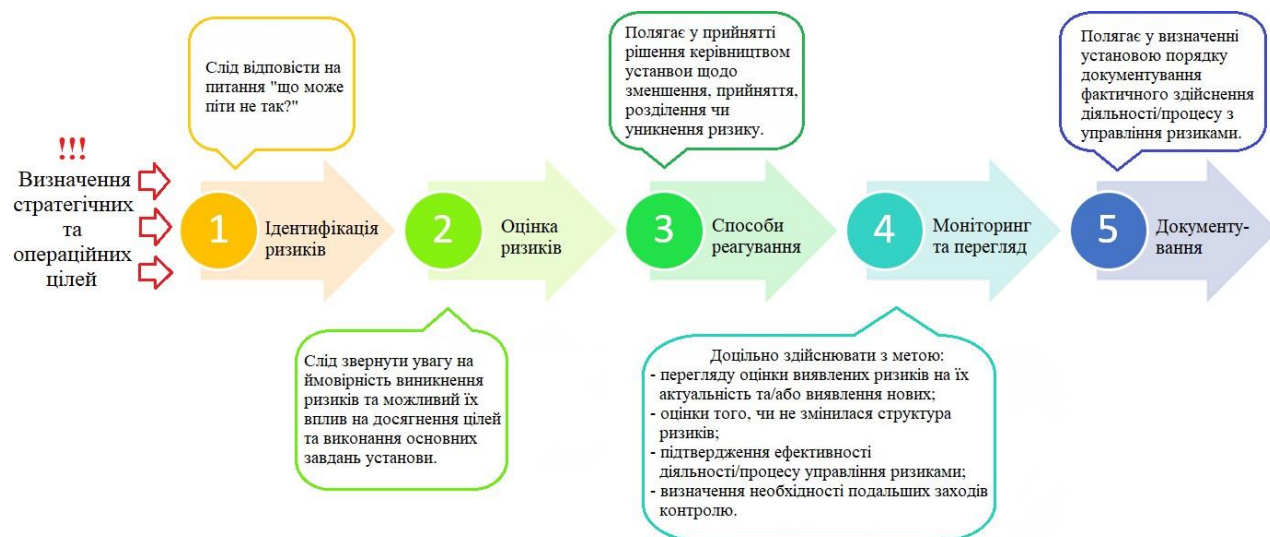 !!!
Визначення
стратегічних
та
операційних
цілей
Слід відповісти на
питання "що може
піти не так?"
1
Ідентифікація
ризиків
2
Оцінка
ризиків
Слід звернути увагу на
ймовірність виникнення
ризиків та можливий їх
вплив на досягнення цілей
та виконання основних
завдань установи.
Полягає у прийнятті
рішення керівництвом
устанвои щодо
зменшення, прийняття,
розділення чи
уникнення ризику.
3
Способи
реагування
4
Моніторинг
та перегляд
Доцільно здійснювати з метою:
- перегляду оцінки виявлених ризиків на їх
актуальність та/або виявлення нових;
- оцінки того, чи не змінилася структура
ризиків;
- підтвердження ефективності
діяльності/процесу управління ризиками;
- визначення необхідності подальших заходів
контролю.
Полягає у визначенні
установою порядку
документування
фактичного здійснення
діяльності/процесу з
управління ризиками.
5
Документу-
вання